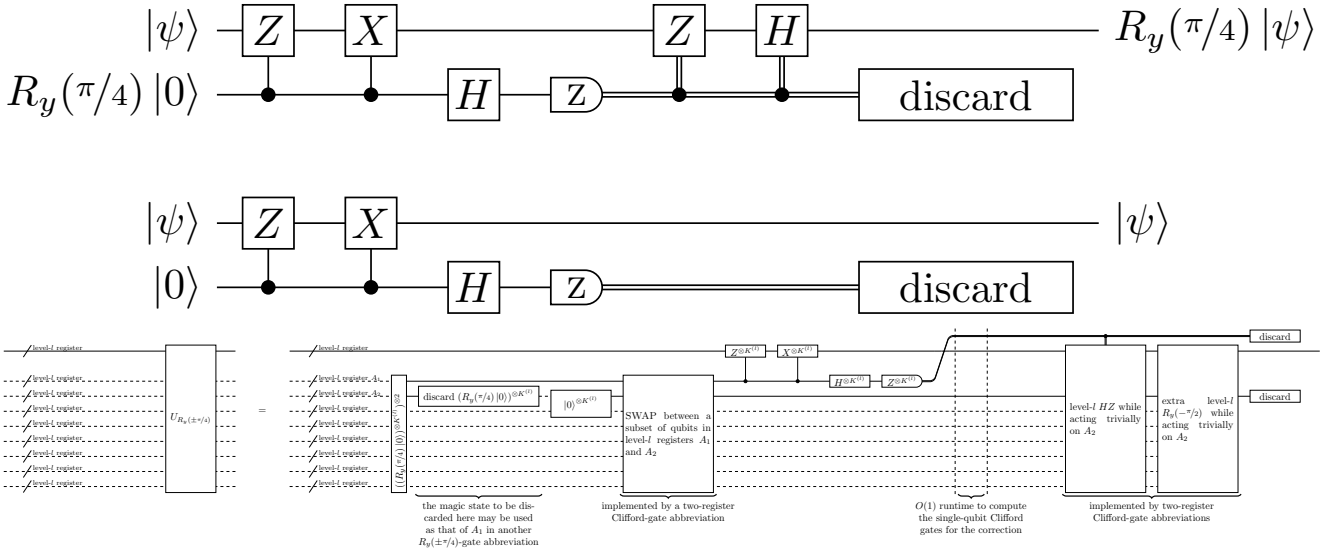 |ψ⟩ Z X Z H R_y(π/4) |ψ⟩
R_y(π/4) |0⟩ H Z discard
|ψ⟩ Z X |ψ⟩
|0⟩ H Z discard
discard
level-l register level-l register Z^{⊗K^{(l)}} X^{⊗K^{(l)}}
level-l register level-l register A_1 H^{⊗K^{(l)}} Z^{⊗K^{(l)}}
level-l register level-l register A_2 discard (R_y(π/4) |0⟩)^{⊗K^{(l)}} |0⟩^{⊗K^{(l)}} discard
level-l register level-l register
level-l register level-l register
level-l register level-l register
level-l register level-l register
level-l register level-l register
level-l register level-l register
U_{R_y(±π/4)}
=
((R_y(π/4) |0⟩)^{⊗K^{(l)}})^{⊗2}
SWAP between a
subset of qubits in
level-l registers A_1
and A_2
level-l HZ while
acting trivially
on A_2
extra level-l
R_y(−π/2) while
acting trivially
on A_2
the magic state to be dis-
carded here may be used
as that of A_1 in another
R_y(±π/4)-gate abbreviation
implemented by a two-register
Clifford-gate abbreviation
O(1) runtime to compute
the single-qubit Clifford
gates for the correction
implemented by two-register
Clifford-gate abbreviations